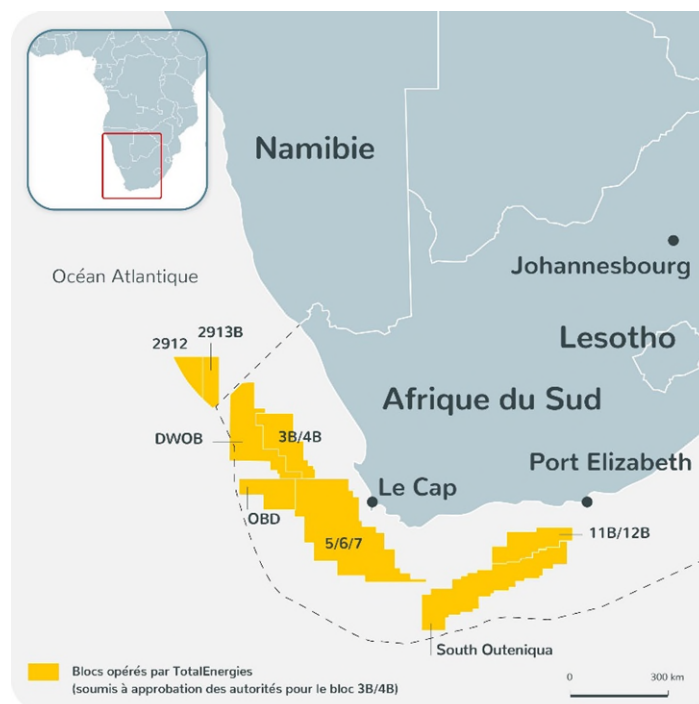 Namibie
Johannesbourg
Océan Atlantique
Lesotho
2913B
2912
Afrique du Sud
3B/4B
DWOB
Port Elizabeth
Le Cap
OBD
11B/12B
5/6/7
South Outeniqua
Blocs opérés par TotalEnergies
(soumis à approbation des autorités pour le bloc 3B/4B)
0 300 km